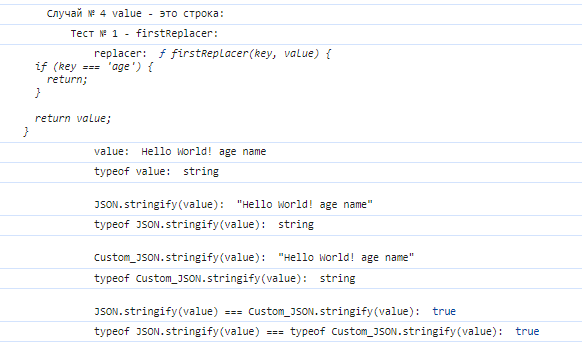 Случай № 4 value - это строка:
Тест № 1 - firstReplacer:
replacer: ƒ firstReplacer(key, value) {
if (key === 'age') {
return;
}
return value;
}
value: Hello World! age name
typeof value: string
JSON.stringify(value): "Hello World! age name"
typeof JSON.stringify(value): string
Custom_JSON.stringify(value): "Hello World! age name"
typeof Custom_JSON.stringify(value): string
JSON.stringify(value) === Custom_JSON.stringify(value): true
typeof JSON.stringify(value) === typeof Custom_JSON.stringify(value): true